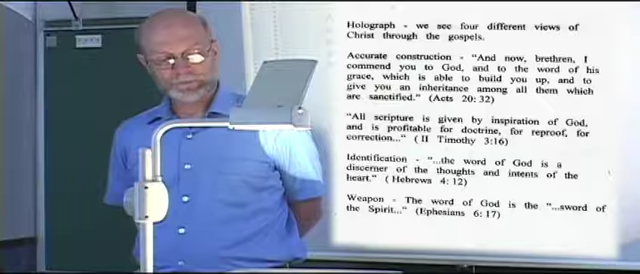 Holograph - we see four different views of
Christ through the gospels.
Accurate construction - "And now, brethren, I
commend you to God, and to the word of his
grace, which is able to build you up, and to
give you an inheritance among all them which
are sanctified." (Acts 20: 32)
"All scripture is given by inspiration of God,
and is profitable for doctrine, for reproof, for
correction..." ( II Timothy 3:16)
Identification - "...the word of God is a
discerner of the thoughts and intents of the
heart." ( Hebrews 4: 12)
Weapon - The word of God is the "...sword of
the Spirit..." (Ephesians 6: 17)